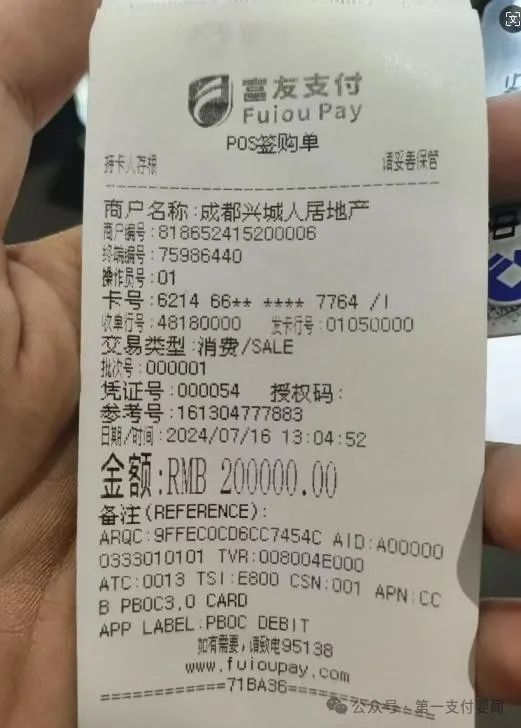 富友支付
Fuiou Pay
POS签购单
持卡人存根 请妥善保管
商户名称:成都兴城人居地产
商户编号:818652415200006
终端编号:75986440
操作员号:01
卡号:6214 66** **** 7764 /I
收单行号:48180000 发卡行号:01050000
交易类型:消费/SALE
批次号:000001
凭证号:000054 授权码:
参考号:161304777883
日期/时间:2024/07/16 13:04:52
金额:RMB 200000.00
备注(REFERENCE):
ARQC:9FFEC0CD6CC7454C AID:A00000
0333010101 TVR:008004E000
ATC:0013 TSI:E800 CSN:001 APN:CC
B PBOC3.0 CARD
APP LABEL:PBOC DEBIT
如有需要,请致电95138
www.fuioupay.com
============71BA36============
公众号 · 第一支付要闻